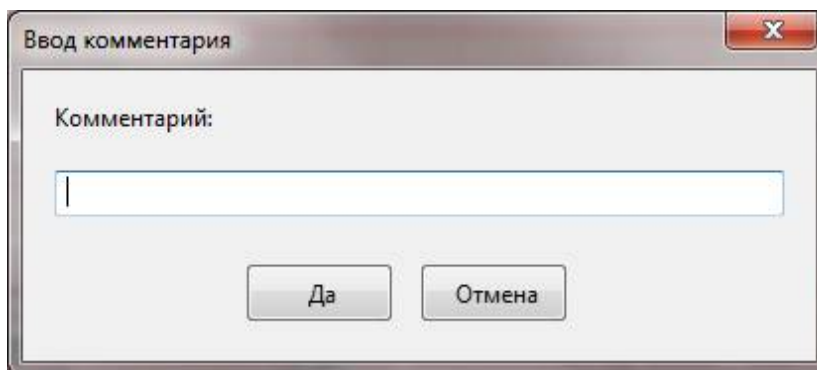 Ввод комментария
Комментарий:
Да Отмена